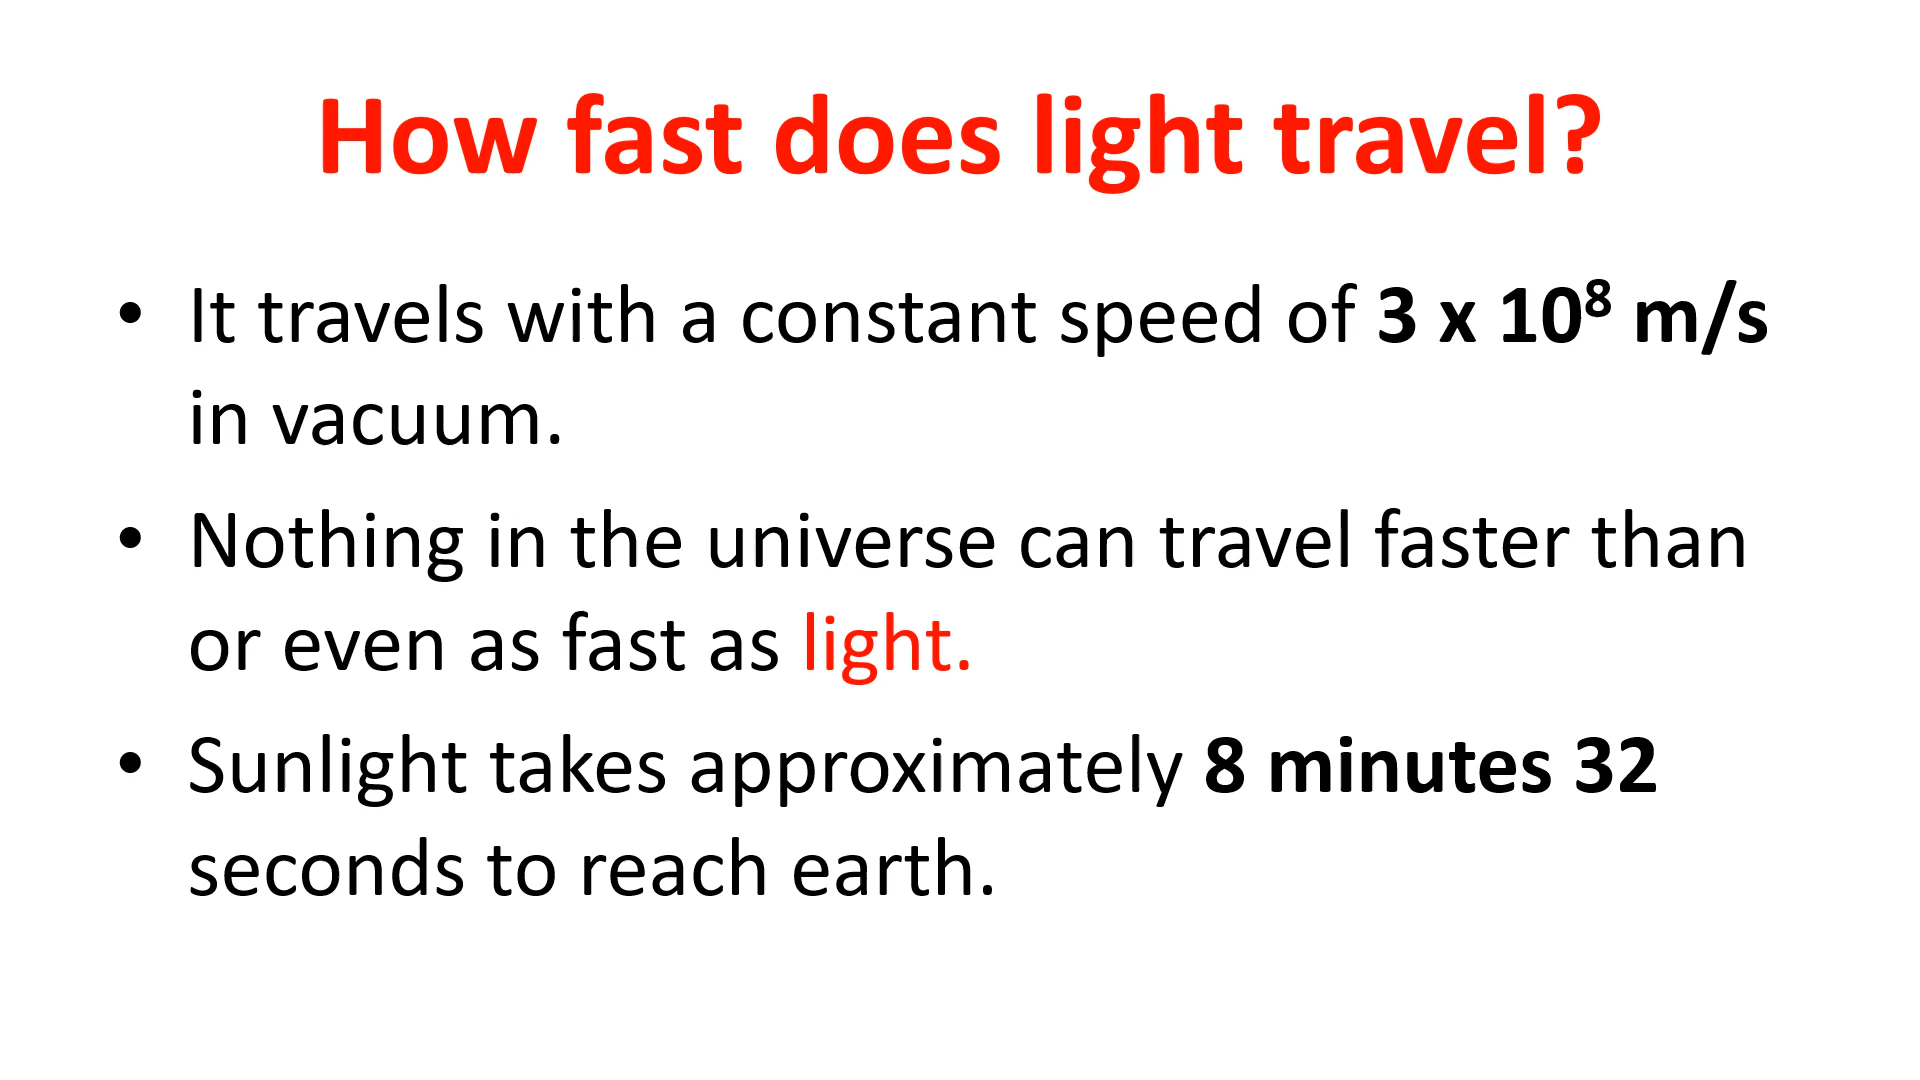 How fast does light travel?
• It travels with a constant speed of 3 x 10⁸ m/s
in vacuum.
• Nothing in the universe can travel faster than
or even as fast as light.
• Sunlight takes approximately 8 minutes 32
seconds to reach earth.